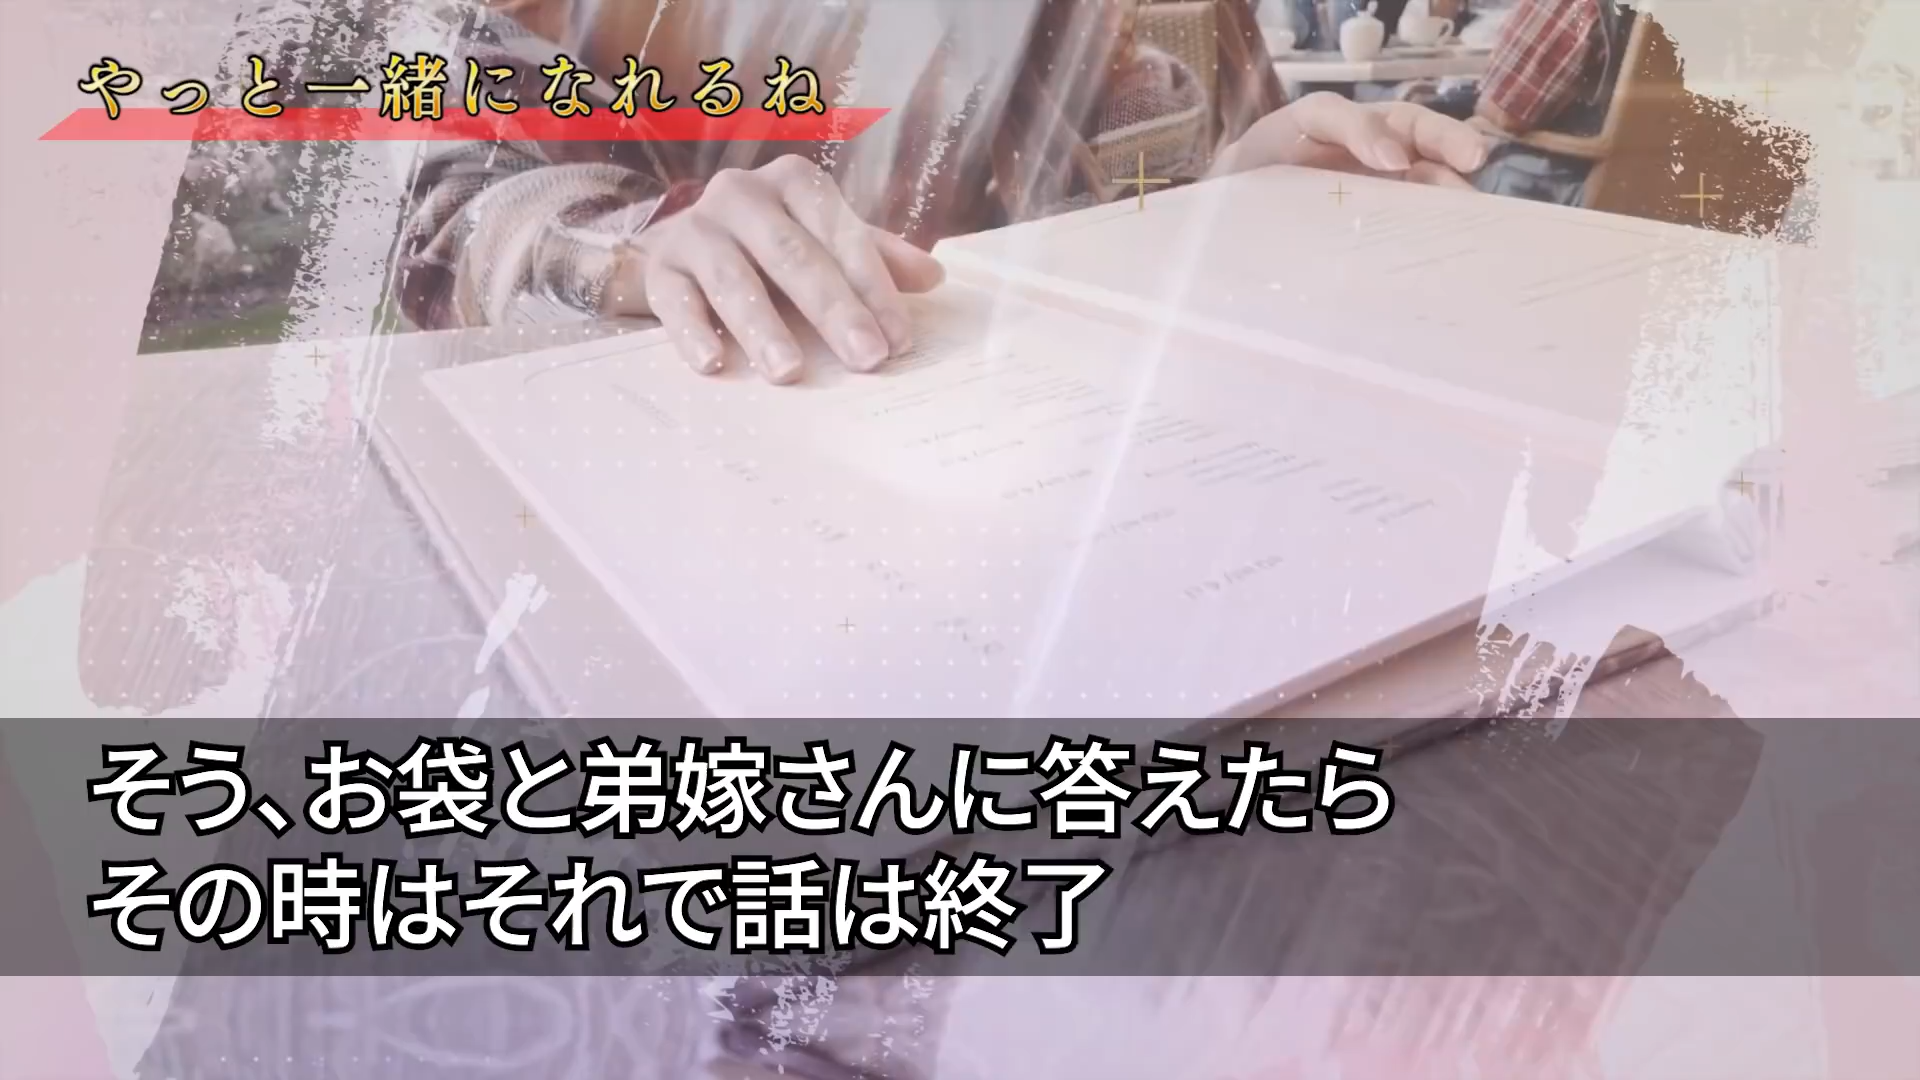 やっと一緒になれるね
そう、お袋と弟嫁さんに答えたら
その時はそれで話は終了